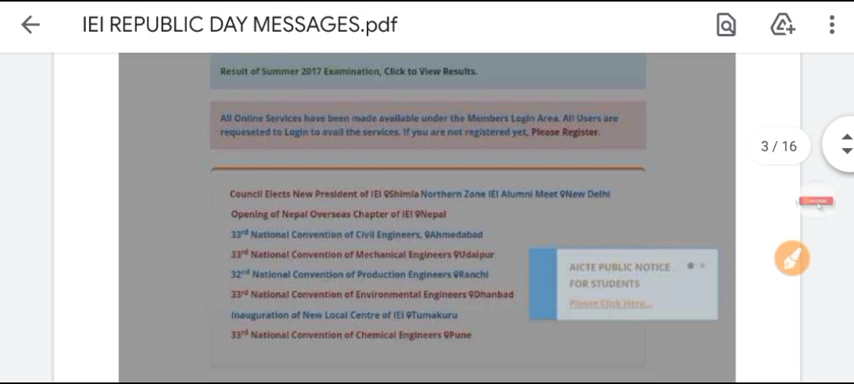 IEI REPUBLIC DAY MESSAGES.pdf
Result of Summer 2017 Examination, Click to View Results.
All Online Services have been made available under the Members Login Area. All Users are
requeseted to Login to avail the services. If you are not registered yet, Please Register.
3 / 16
Council Elects New President of IEI Shimla Northern Zone IEI Alumni Meet New Delhi
Opening of Nepal Overseas Chapter of IEI Nepal
33rd National Convention of Civil Engineers, Ahmedabad
33rd National Convention of Mechanical Engineers Udaipur
32nd National Convention of Production Engineers Ranchi
33rd National Convention of Environmental Engineers Dhanbad
Inauguration of New Local Centre of IEI Tumakuru
33rd National Convention of Chemical Engineers Pune
AICTE PUBLIC NOTICE
FOR STUDENTS
Please Click Here...